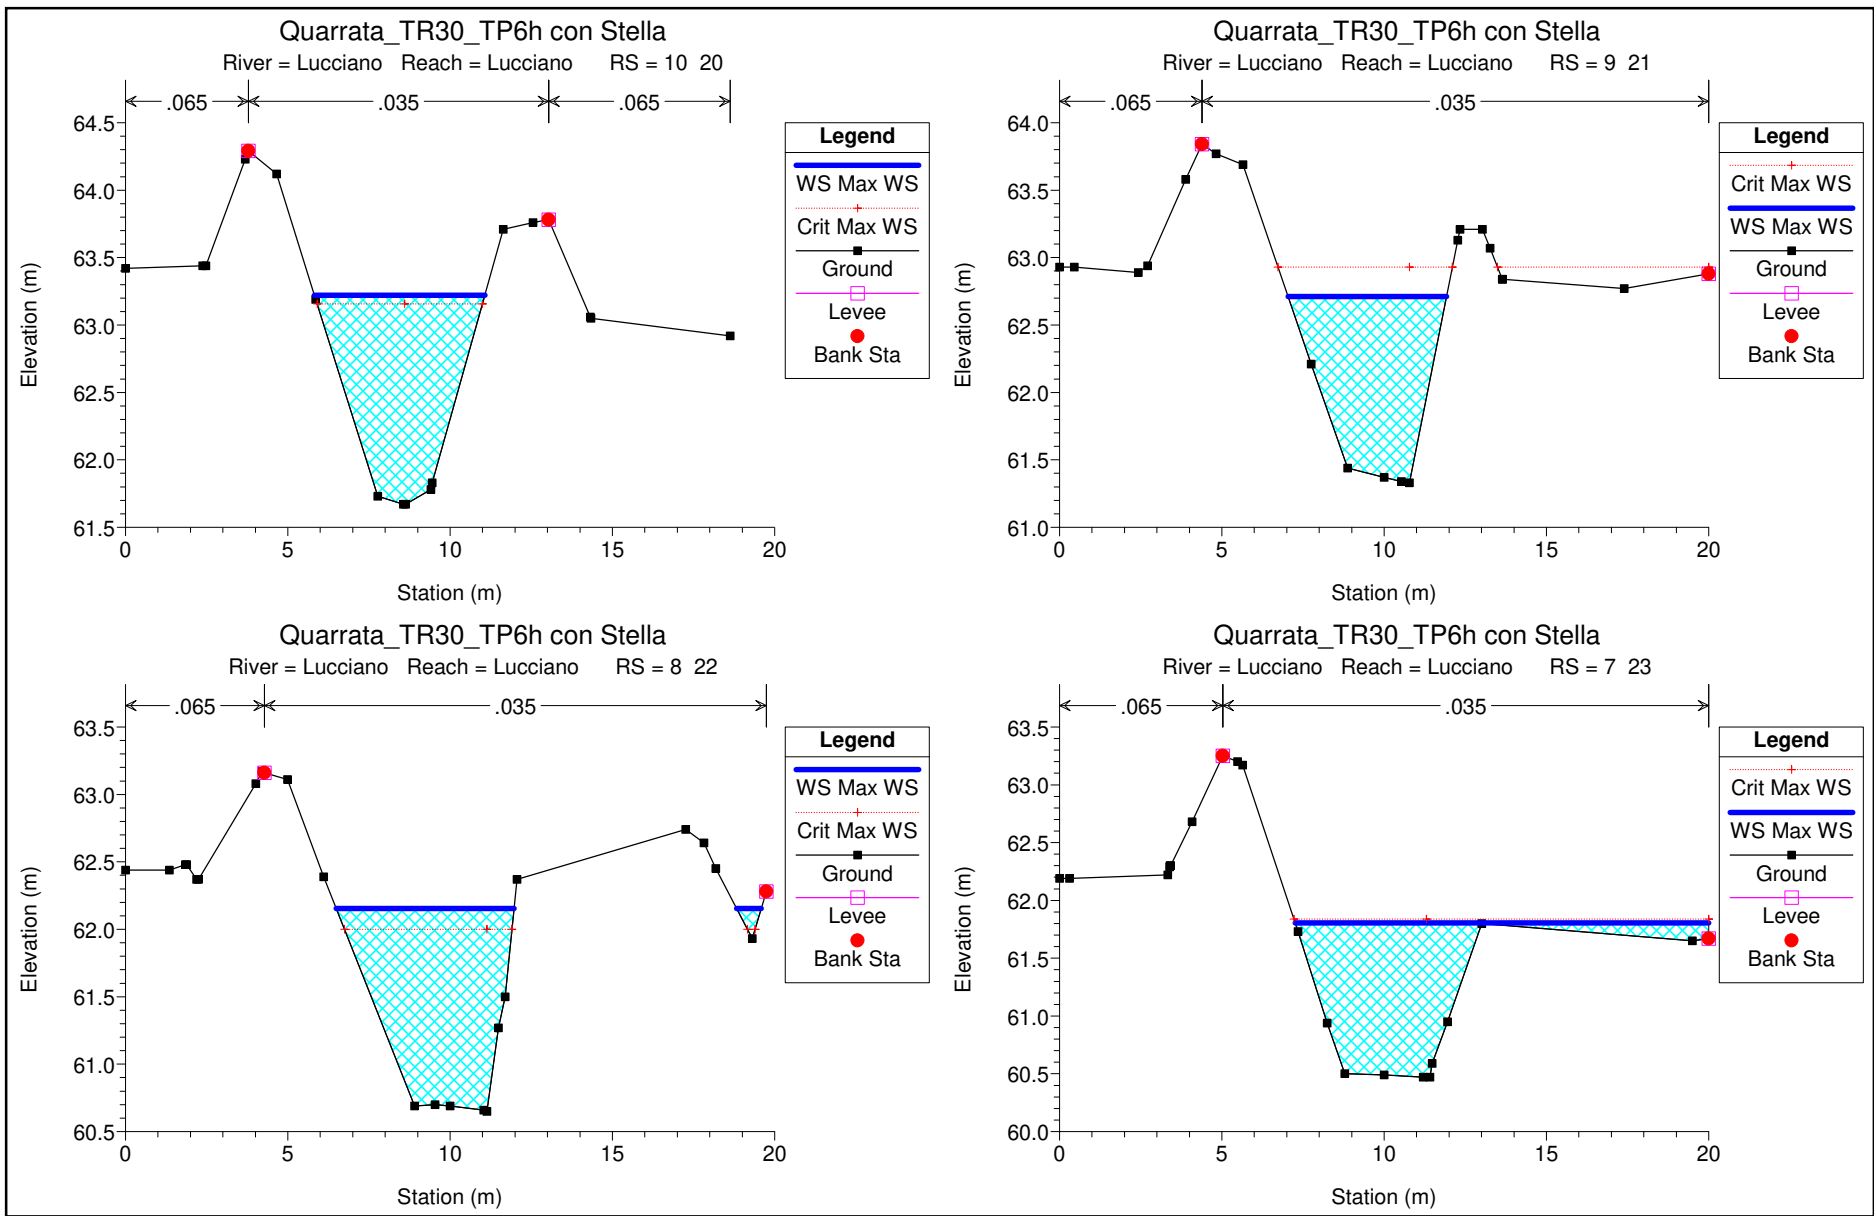 Quarrata_TR30_TP6h con Stella
River = Lucciano Reach = Lucciano RS = 10 20
.065 .035 .065
64.5
64.0
63.5
63.0
62.5
62.0
61.5
0 5 10 15 20
Elevation (m)
Station (m)
Legend
WS Max WS
Crit Max WS
Ground
Levee
Bank Sta
Quarrata_TR30_TP6h con Stella
River = Lucciano Reach = Lucciano RS = 9 21
.065 .035
64.0
63.5
63.0
62.5
62.0
61.5
61.0
0 5 10 15 20
Elevation (m)
Station (m)
Legend
Crit Max WS
WS Max WS
Ground
Levee
Bank Sta
Quarrata_TR30_TP6h con Stella
River = Lucciano Reach = Lucciano RS = 8 22
.065 .035
63.5
63.0
62.5
62.0
61.5
61.0
60.5
0 5 10 15 20
Elevation (m)
Station (m)
Legend
WS Max WS
Crit Max WS
Ground
Levee
Bank Sta
Quarrata_TR30_TP6h con Stella
River = Lucciano Reach = Lucciano RS = 7 23
.065 .035
63.5
63.0
62.5
62.0
61.5
61.0
60.5
60.0
0 5 10 15 20
Elevation (m)
Station (m)
Legend
Crit Max WS
WS Max WS
Ground
Levee
Bank Sta